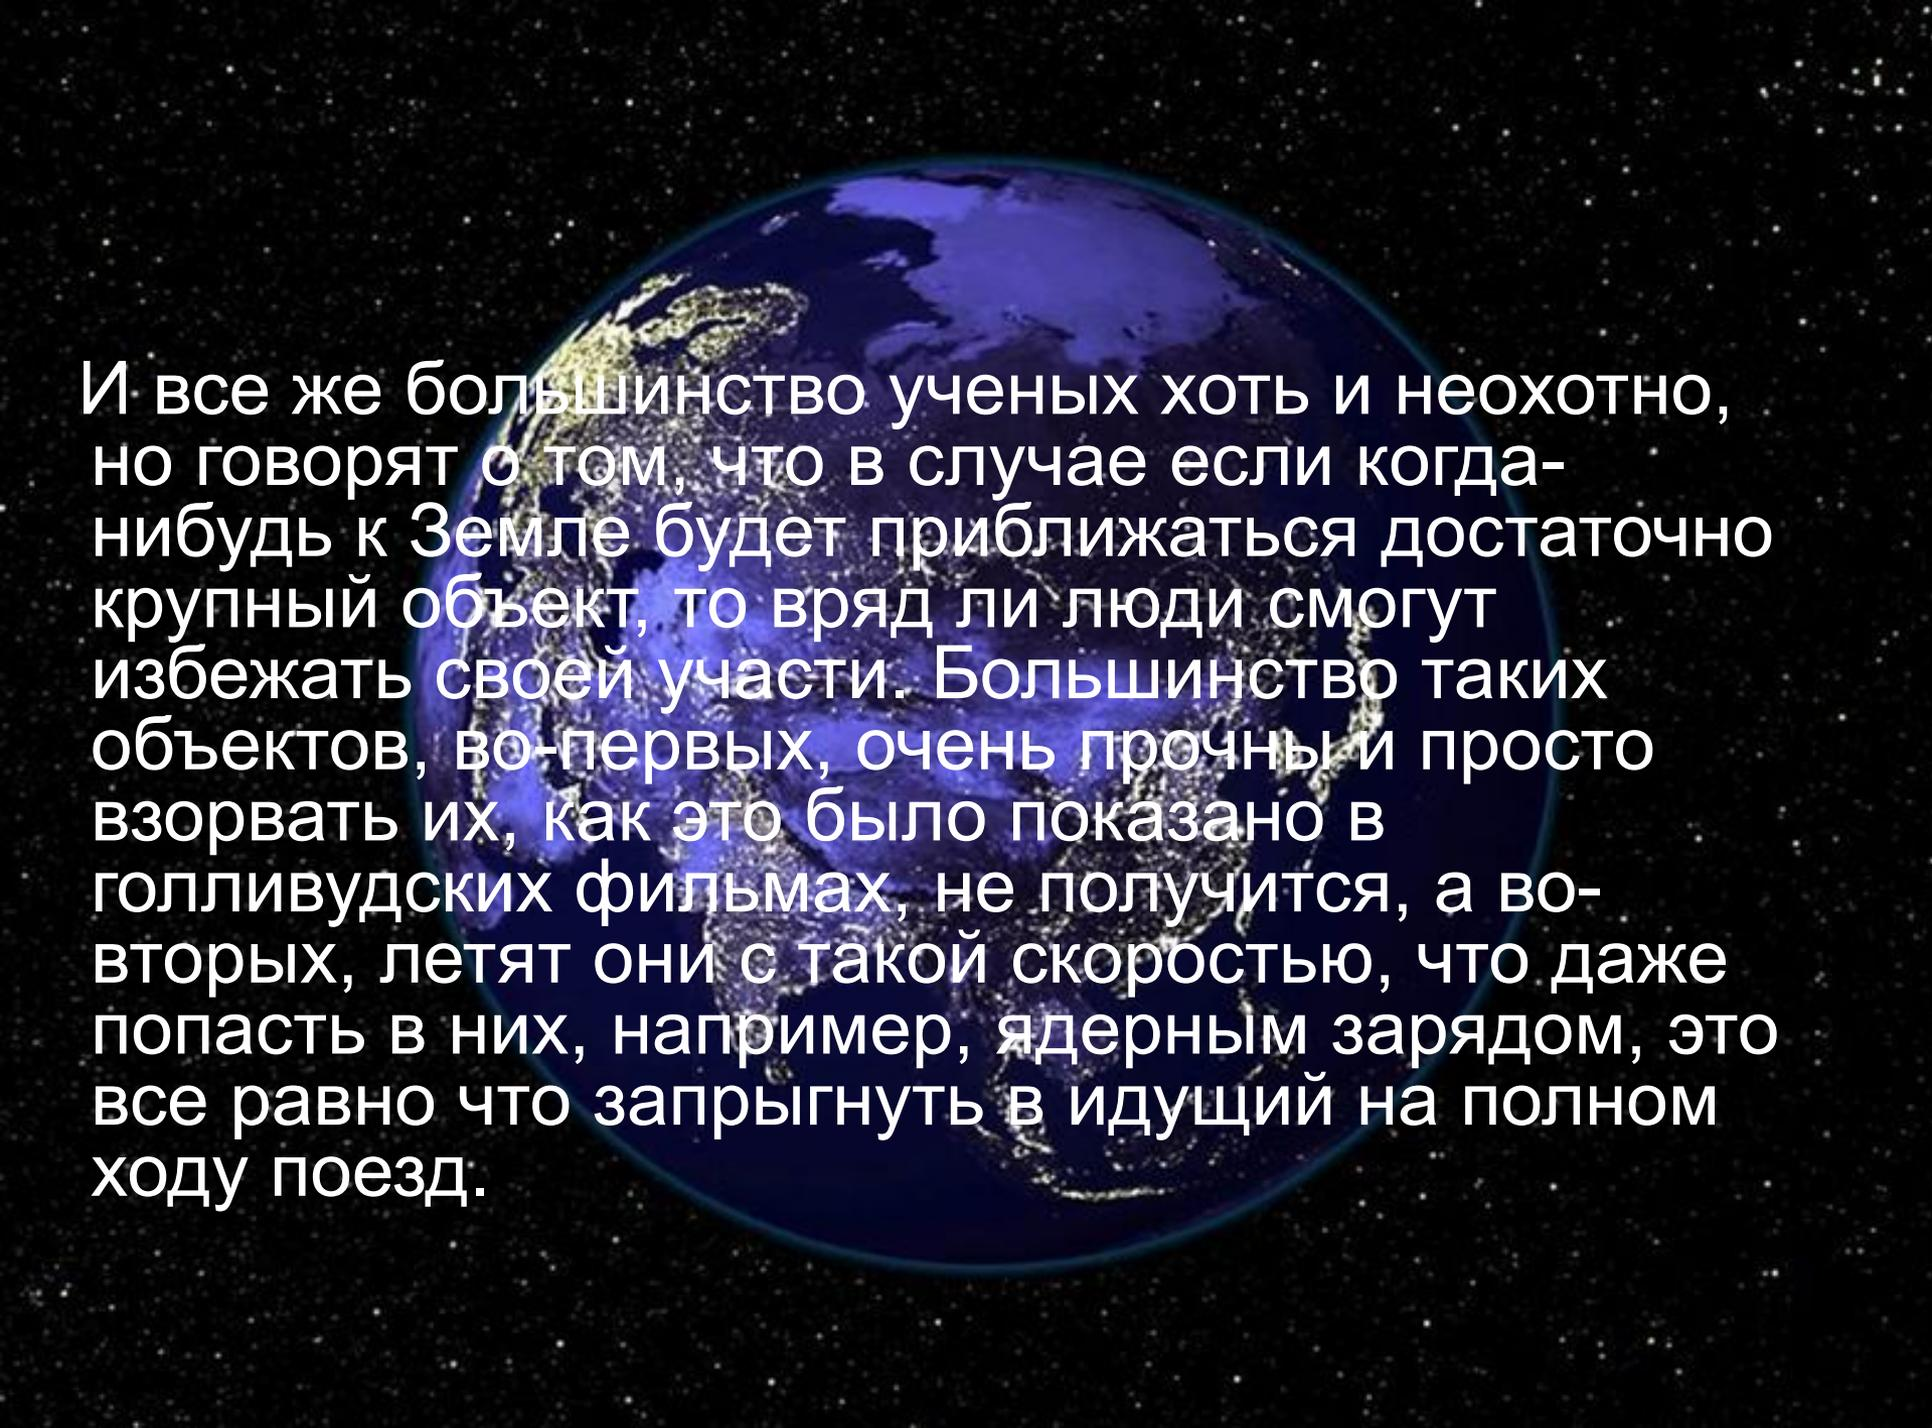 И все же большинство ученых хоть и неохотно,
но говорят о том, что в случае если когда-
нибудь к Земле будет приближаться достаточно
крупный объект, то вряд ли люди смогут
избежать своей участи. Большинство таких
объектов, во-первых, очень прочны и просто
взорвать их, как это было показано в
голливудских фильмах, не получится, а во-
вторых, летят они с такой скоростью, что даже
попасть в них, например, ядерным зарядом, это
все равно что запрыгнуть в идущий на полном
ходу поезд.